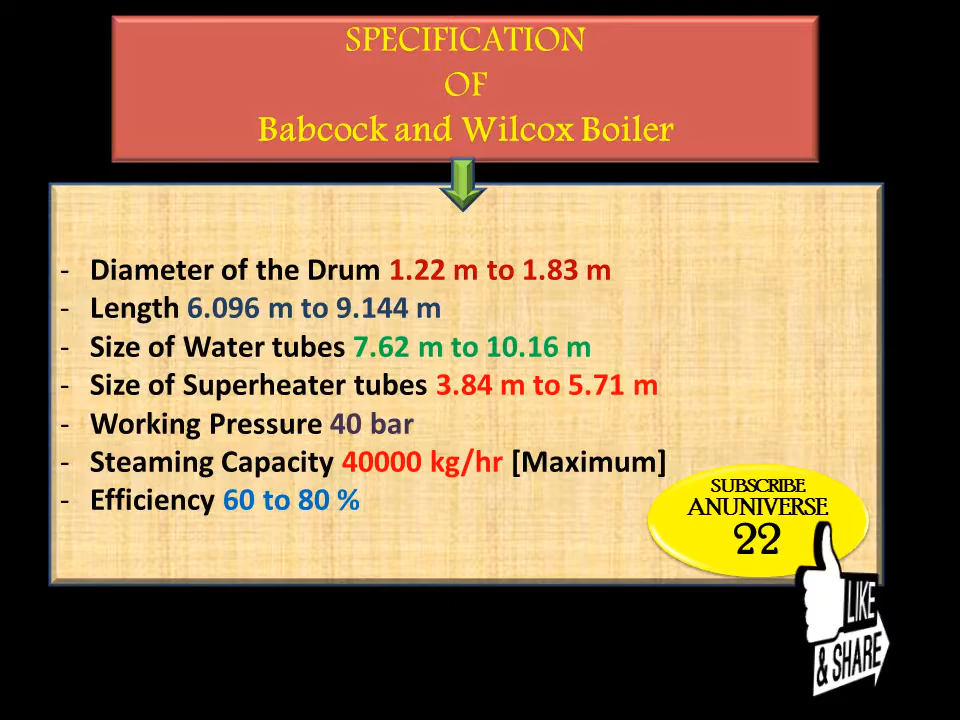 SPECIFICATION
OF
Babcock and Wilcox Boiler
- Diameter of the Drum 1.22 m to 1.83 m
- Length 6.096 m to 9.144 m
- Size of Water tubes 7.62 m to 10.16 m
- Size of Superheater tubes 3.84 m to 5.71 m
- Working Pressure 40 bar
- Steaming Capacity 40000 kg/hr [Maximum]
- Efficiency 60 to 80 %
SUBSCRIBE
ANUNIVERSE
22
LIKE
& SHARE